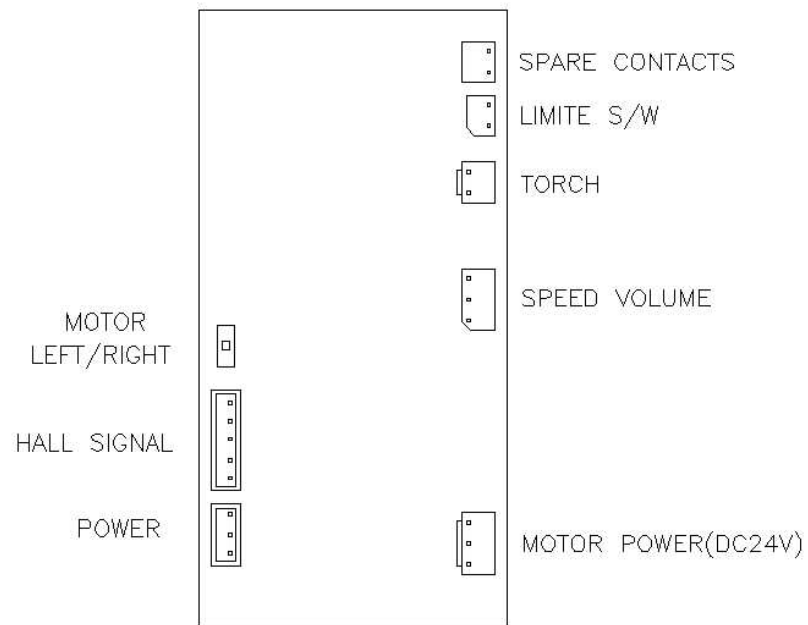 SPARE CONTACTS
LIMITE S/W
TORCH
SPEED VOLUME
MOTOR
LEFT/RIGHT
HALL SIGNAL
POWER
MOTOR POWER(DC24V)